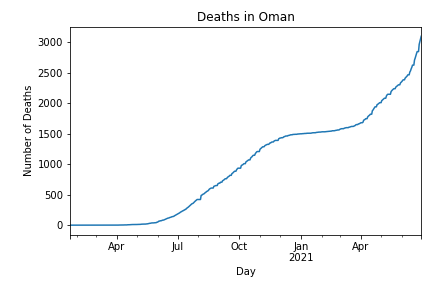 Deaths in Oman
Number of Deaths
3000
2500
2000
1500
1000
500
0
Apr
Jul
Oct
Jan
2021
Apr
Day